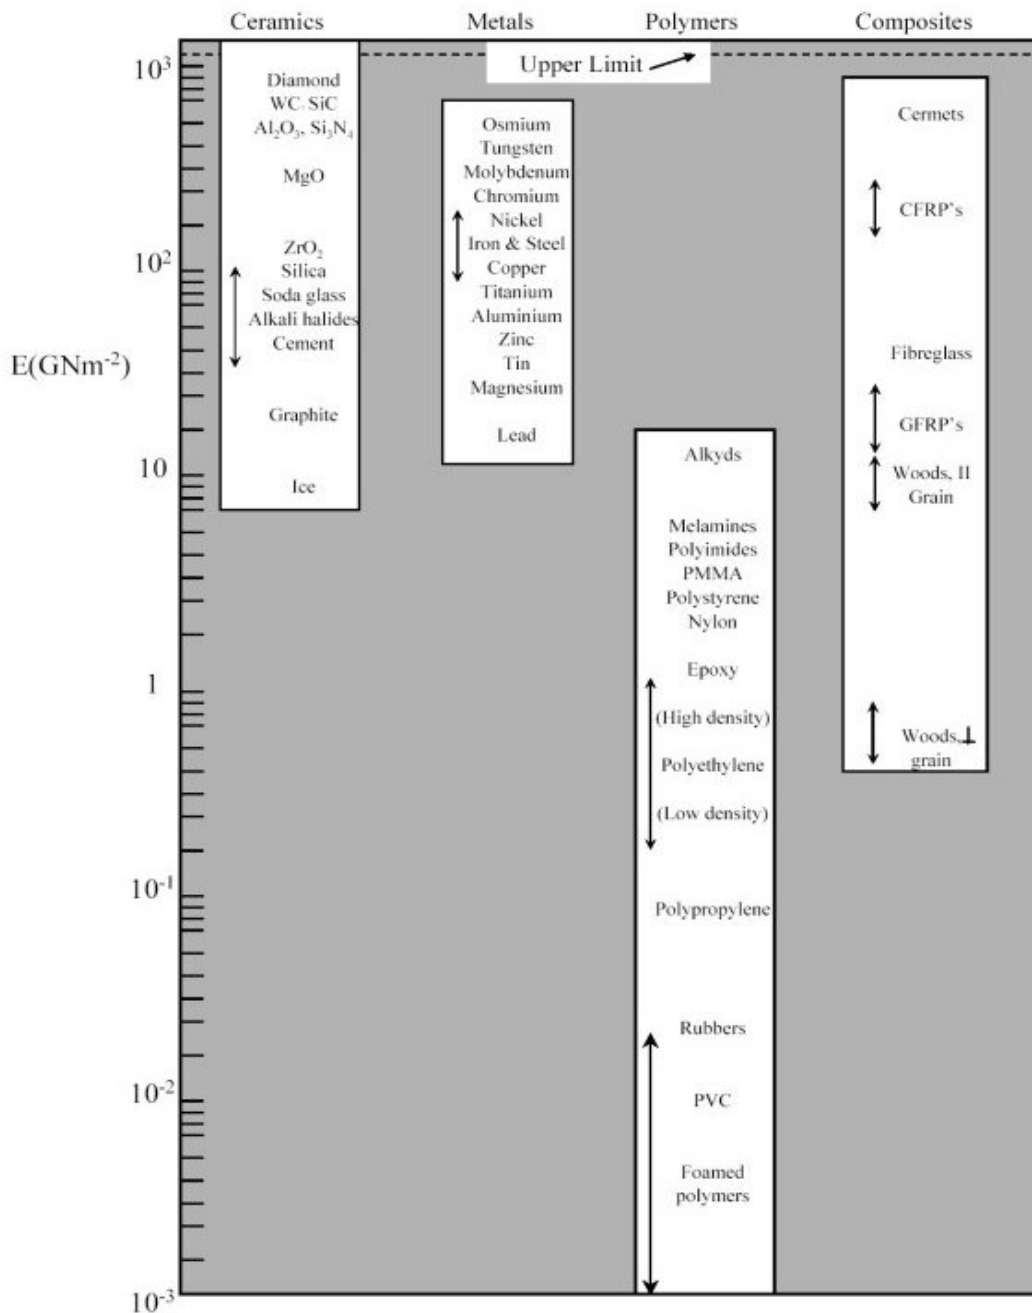 Ceramics
Metals
Polymers
Composites
Upper Limit
E(GNm⁻²)
10³
10²
10
1
10⁻¹
10⁻²
10⁻³
Diamond
WC SiC
Al₂O₃, Si₃N₄
MgO
ZrO₂
Silica
Soda glass
Alkali halides
Cement
Graphite
Ice
Osmium
Tungsten
Molybdenum
Chromium
Nickel
Iron & Steel
Copper
Titanium
Aluminium
Zinc
Tin
Magnesium
Lead
Alkyds
Melamines
Polyimides
PMMA
Polystyrene
Nylon
Epoxy
(High density)
Polyethylene
(Low density)
Polypropylene
Rubbers
PVC
Foamed
polymers
Cermets
CFRP's
Fibreglass
GFRP's
Woods, II
Grain
Woods,⊥
grain